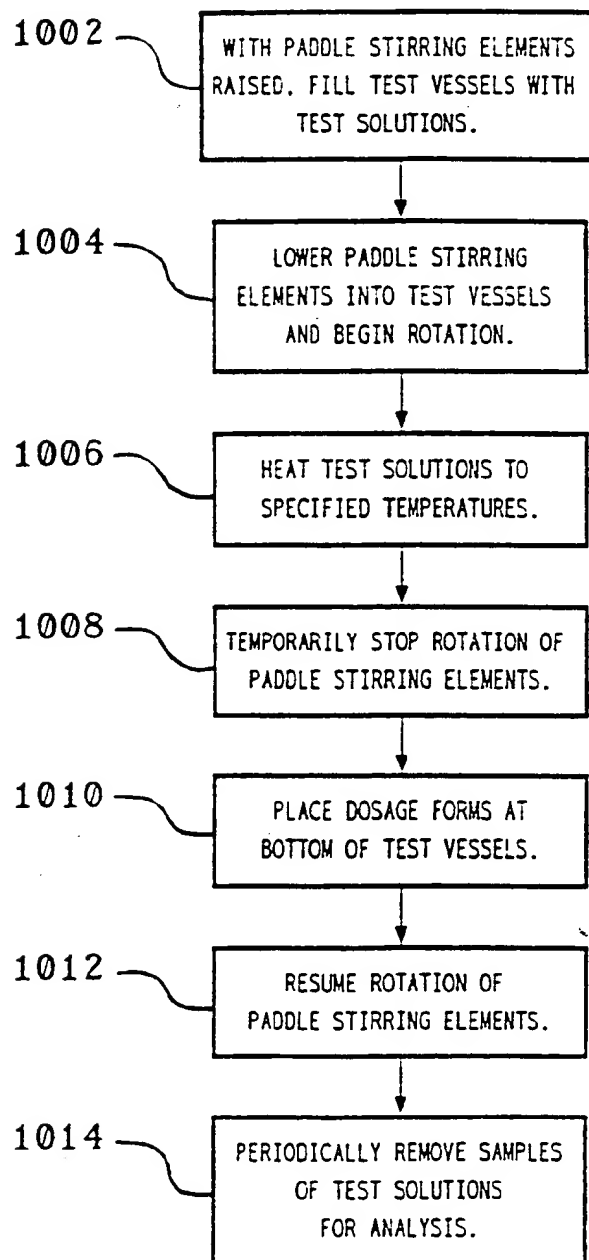 1002
WITH PADDLE STIRRING ELEMENTS
RAISED, FILL TEST VESSELS WITH
TEST SOLUTIONS.
1004
LOWER PADDLE STIRRING
ELEMENTS INTO TEST VESSELS
AND BEGIN ROTATION.
1006
HEAT TEST SOLUTIONS TO
SPECIFIED TEMPERATURES.
1008
TEMPORARILY STOP ROTATION OF
PADDLE STIRRING ELEMENTS.
1010
PLACE DOSAGE FORMS AT
BOTTOM OF TEST VESSELS.
1012
RESUME ROTATION OF
PADDLE STIRRING ELEMENTS.
1014
PERIODICALLY REMOVE SAMPLES
OF TEST SOLUTIONS
FOR ANALYSIS.